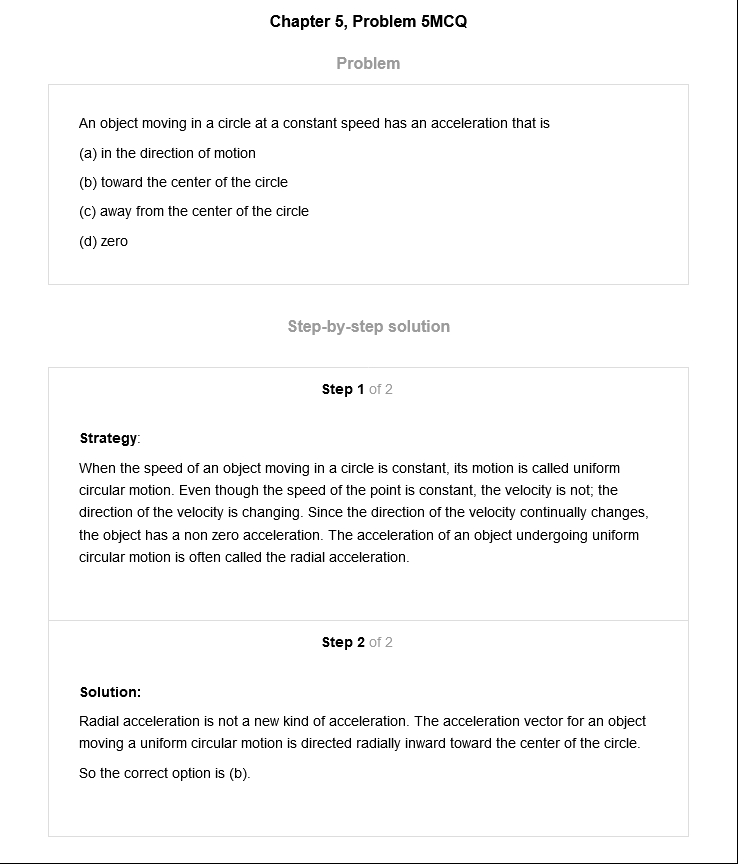 Chapter 5, Problem 5MCQ
Problem
An object moving in a circle at a constant speed has an acceleration that is
(a) in the direction of motion
(b) toward the center of the circle
(c) away from the center of the circle
(d) zero
Step-by-step solution
Step 1 of 2
Strategy:
When the speed of an object moving in a circle is constant, its motion is called uniform
circular motion. Even though the speed of the point is constant, the velocity is not; the
direction of the velocity is changing. Since the direction of the velocity continually changes,
the object has a non zero acceleration. The acceleration of an object undergoing uniform
circular motion is often called the radial acceleration.
Step 2 of 2
Solution:
Radial acceleration is not a new kind of acceleration. The acceleration vector for an object
moving a uniform circular motion is directed radially inward toward the center of the circle.
So the correct option is (b).